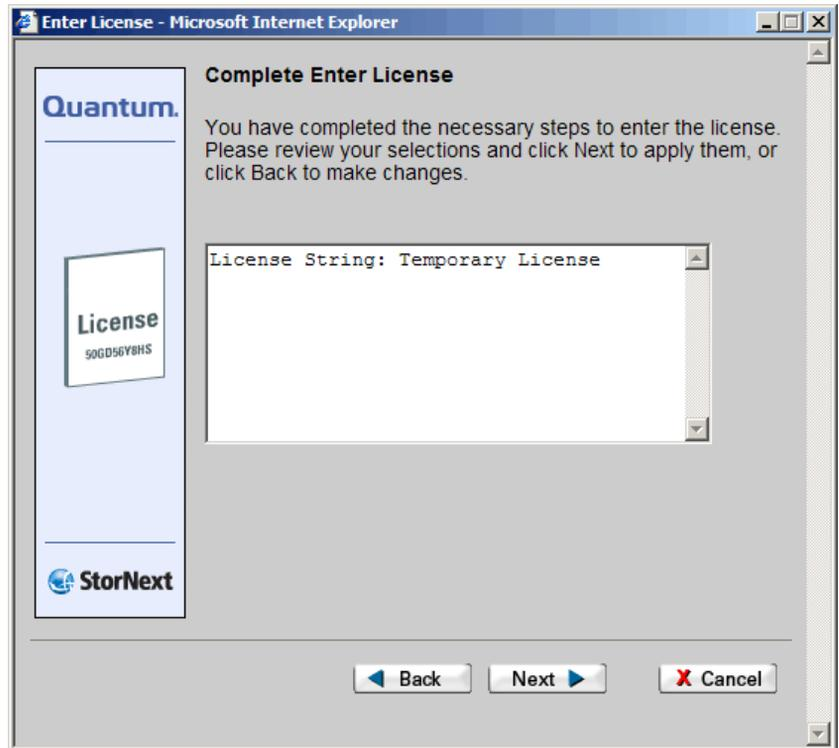 Enter License - Microsoft Internet Explorer
Quantum.
License
50GD56Y8HS
StorNext
Complete Enter License
You have completed the necessary steps to enter the license.
Please review your selections and click Next to apply them, or
click Back to make changes.
License String: Temporary License
Back
Next
X Cancel